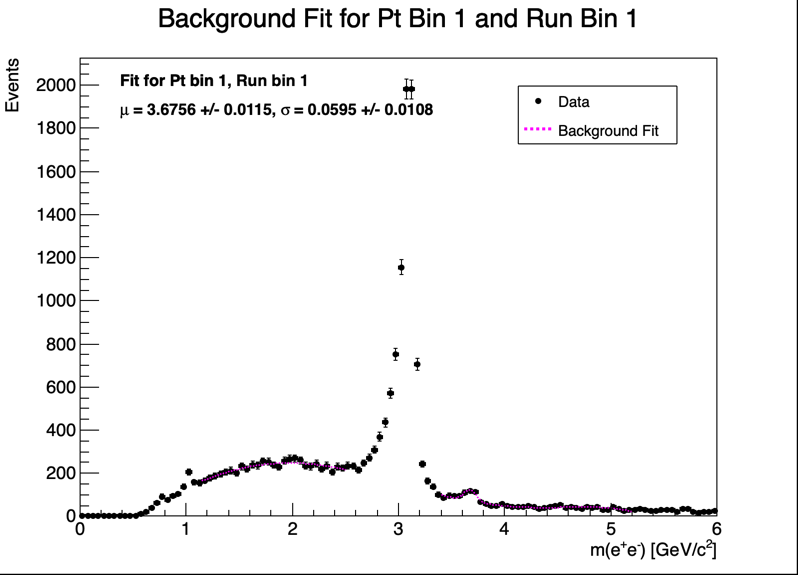 Background Fit for Pt Bin 1 and Run Bin 1
Events
Fit for Pt bin 1, Run bin 1
μ = 3.6756 +/- 0.0115, σ = 0.0595 +/- 0.0108
Data
Background Fit
2000
1800
1600
1400
1200
1000
800
600
400
200
0
0 1 2 3 4 5 6
m(e⁺e⁻) [GeV/c²]